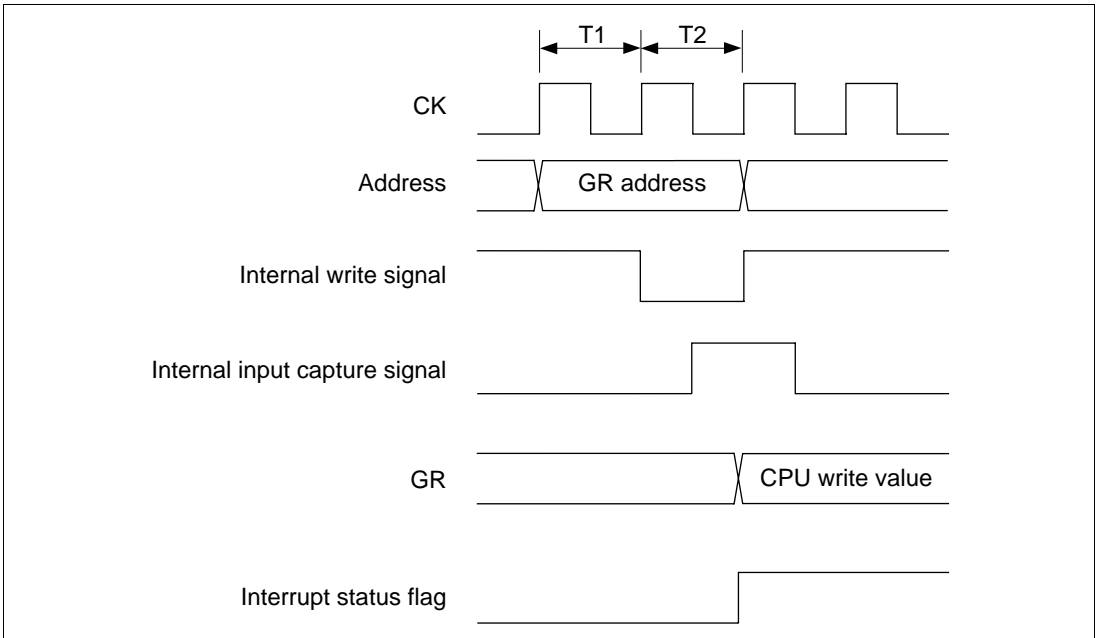 T1 T2
CK
Address GR address
Internal write signal
Internal input capture signal
GR CPU write value
Interrupt status flag